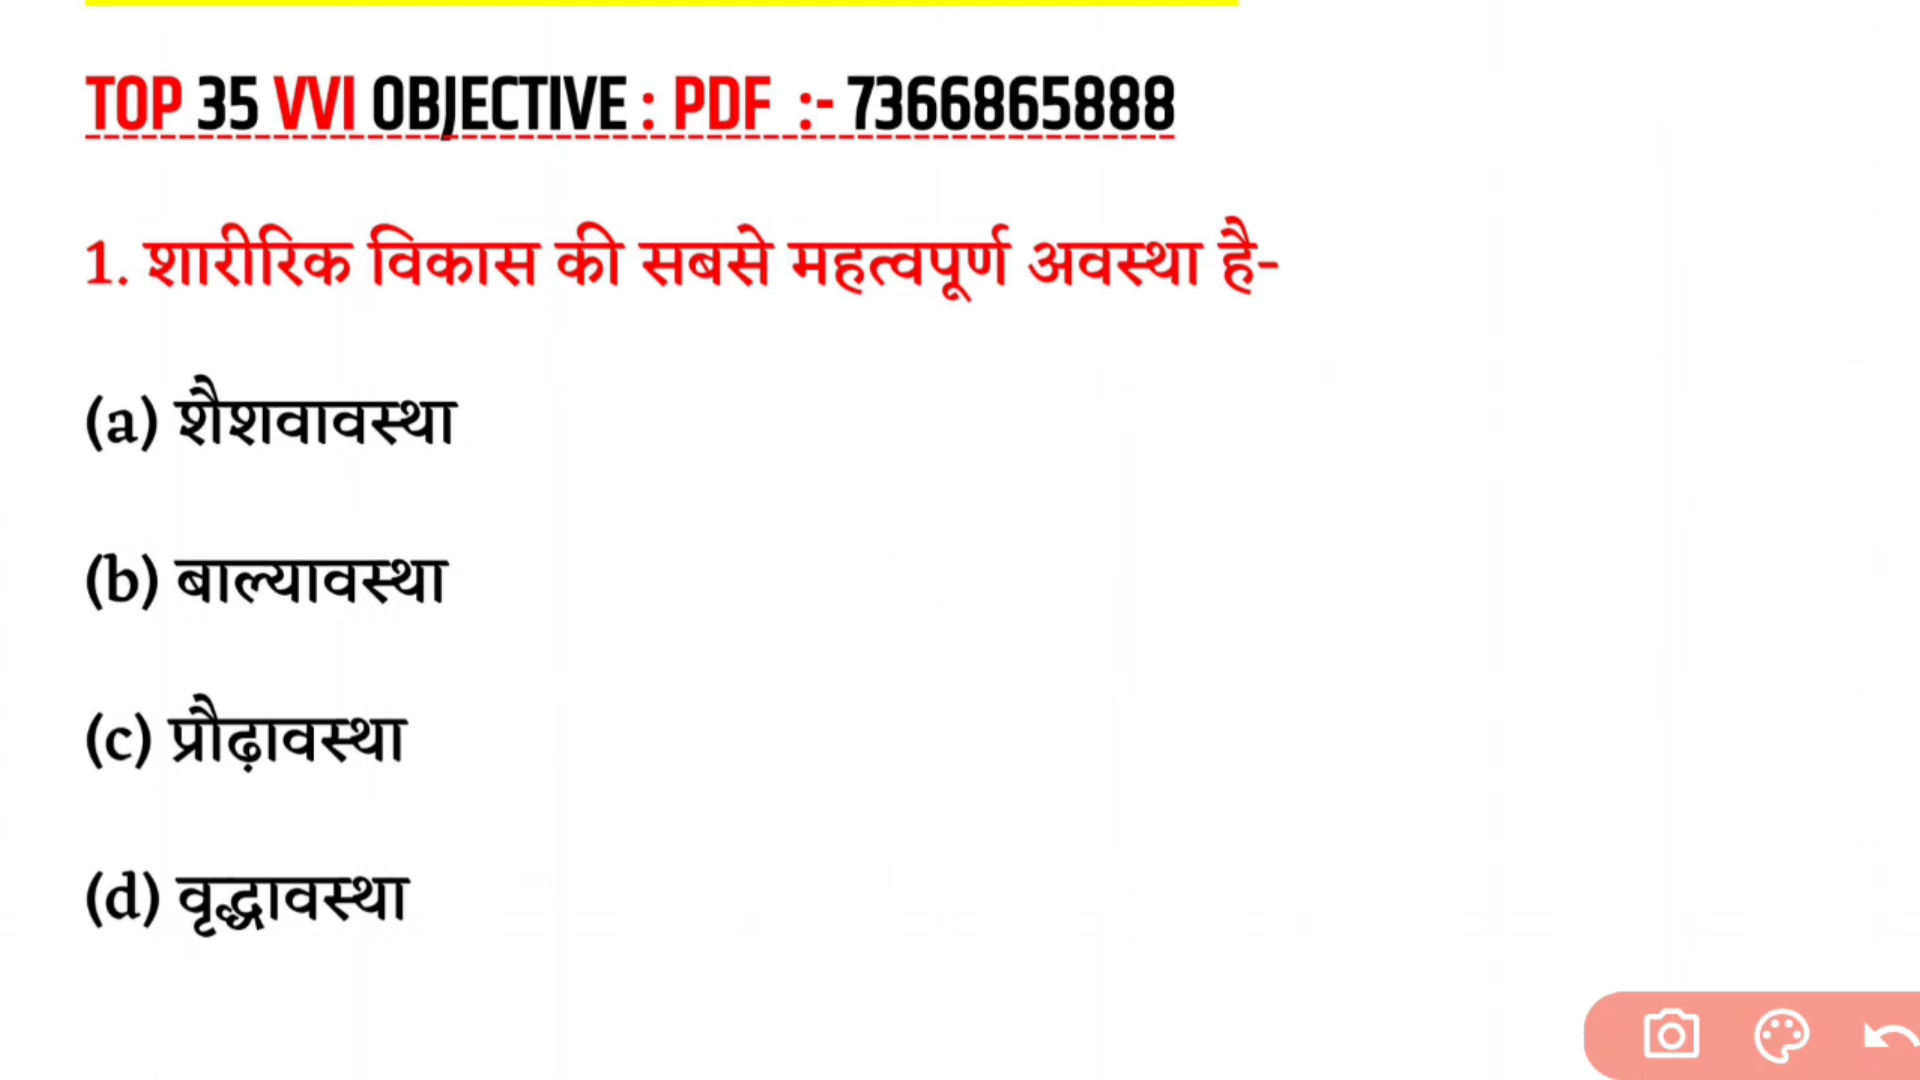 TOP 35 VVI OBJECTIVE : PDF :- 7366865888
1. शारीरिक विकास की सबसे महत्वपूर्ण अवस्था है-
(a) शैशवावस्था
(b) बाल्यावस्था
(c) प्रौढ़ावस्था
(d) वृद्धावस्था